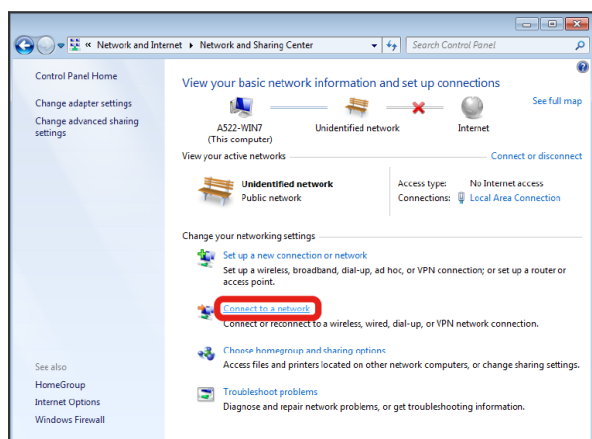 « Network and Internet ▸ Network and Sharing Center
Search Control Panel
Control Panel Home
Change adapter settings
Change advanced sharing
settings
See also
HomeGroup
Internet Options
Windows Firewall
View your basic network information and set up connections
See full map
A522-WIN7
(This computer)
Unidentified network
Internet
View your active networks
Connect or disconnect
Unidentified network
Public network
Access type: No Internet access
Connections: Local Area Connection
Change your networking settings
Set up a new connection or network
Set up a wireless, broadband, dial-up, ad hoc, or VPN connection; or set up a router or
access point.
Connect to a network
Connect or reconnect to a wireless, wired, dial-up, or VPN network connection.
Choose homegroup and sharing options
Access files and printers located on other network computers, or change sharing settings.
Troubleshoot problems
Diagnose and repair network problems, or get troubleshooting information.